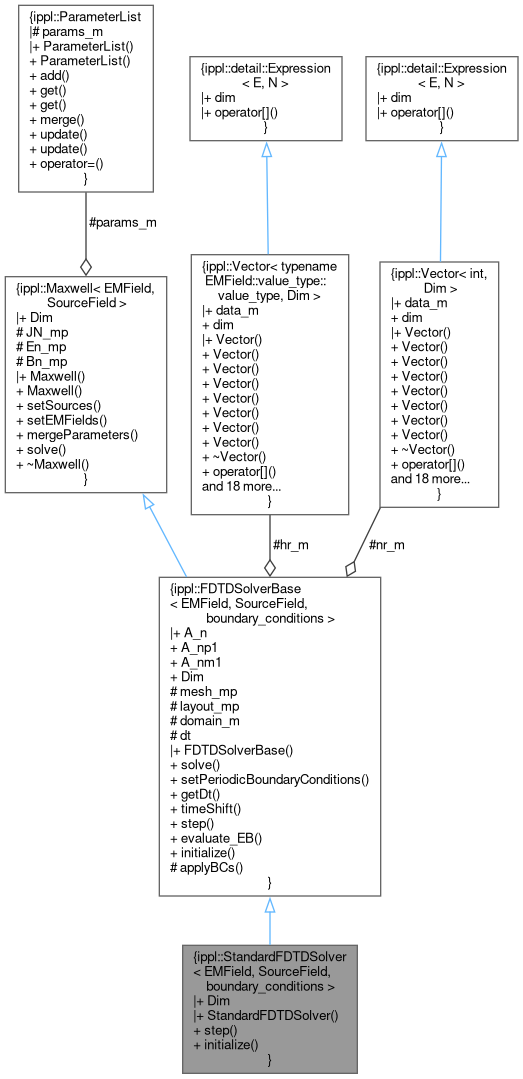 {ippl::ParameterList
|# params_m
|+ ParameterList()
+ ParameterList()
+ add()
+ get()
+ get()
+ merge()
+ update()
+ update()
+ operator=()
}
{ippl::detail::Expression
< E, N >
|+ dim
|+ operator[]()
}
{ippl::detail::Expression
< E, N >
|+ dim
|+ operator[]()
}
#params_m
{ippl::Maxwell< EMField,
SourceField >
|+ Dim
# JN_mp
# En_mp
# Bn_mp
|+ Maxwell()
+ Maxwell()
+ setSources()
+ setEMFields()
+ mergeParameters()
+ solve()
+ ~Maxwell()
}
{ippl::Vector< typename
EMField::value_type::
value_type, Dim >
|+ data_m
+ dim
|+ Vector()
+ Vector()
+ Vector()
+ Vector()
+ Vector()
+ Vector()
+ Vector()
+ Vector()
+ ~Vector()
+ operator[]()
and 18 more...
}
{ippl::Vector< int,
Dim >
|+ data_m
+ dim
|+ Vector()
+ Vector()
+ Vector()
+ Vector()
+ Vector()
+ Vector()
+ Vector()
+ Vector()
+ ~Vector()
+ operator[]()
and 18 more...
}
#hr_m
#nr_m
{ippl::FDTDSolverBase
< EMField, SourceField,
boundary_conditions >
|+ A_n
+ A_np1
+ A_nm1
+ Dim
# mesh_mp
# layout_mp
# domain_m
# dt
|+ FDTDSolverBase()
+ solve()
+ setPeriodicBoundaryConditions()
+ getDt()
+ timeShift()
+ step()
+ evaluate_EB()
+ initialize()
# applyBCs()
}
{ippl::StandardFDTDSolver
< EMField, SourceField,
boundary_conditions >
|+ Dim
|+ StandardFDTDSolver()
+ step()
+ initialize()
}